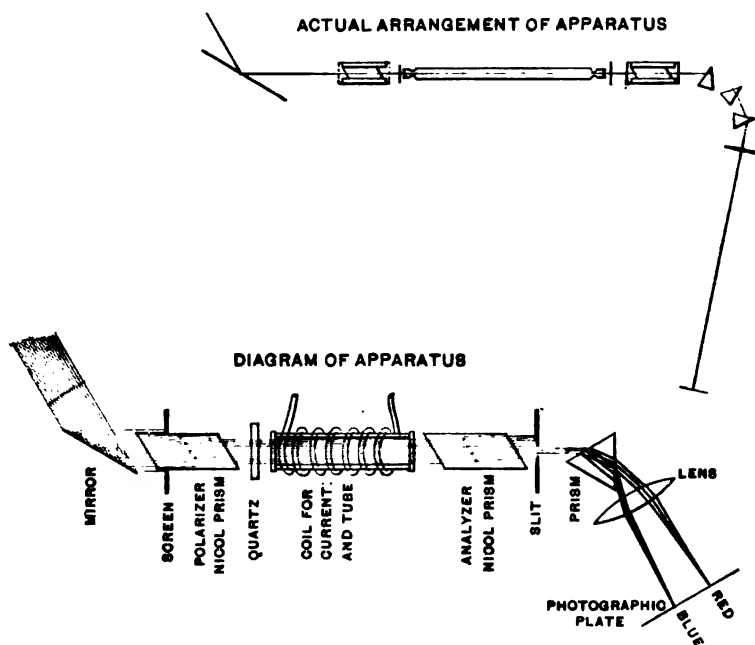 ACTUAL ARRANGEMENT OF APPARATUS
DIAGRAM OF APPARATUS
MIRROR
SCREEN
POLARIZER
NICOL PRISM
QUARTZ
COIL FOR
CURRENT:
AND TUBE
ANALYZER
NICOL PRISM
SLIT
PRISM
LENS
PHOTOGRAPHIC
PLATE
BLUE
RED